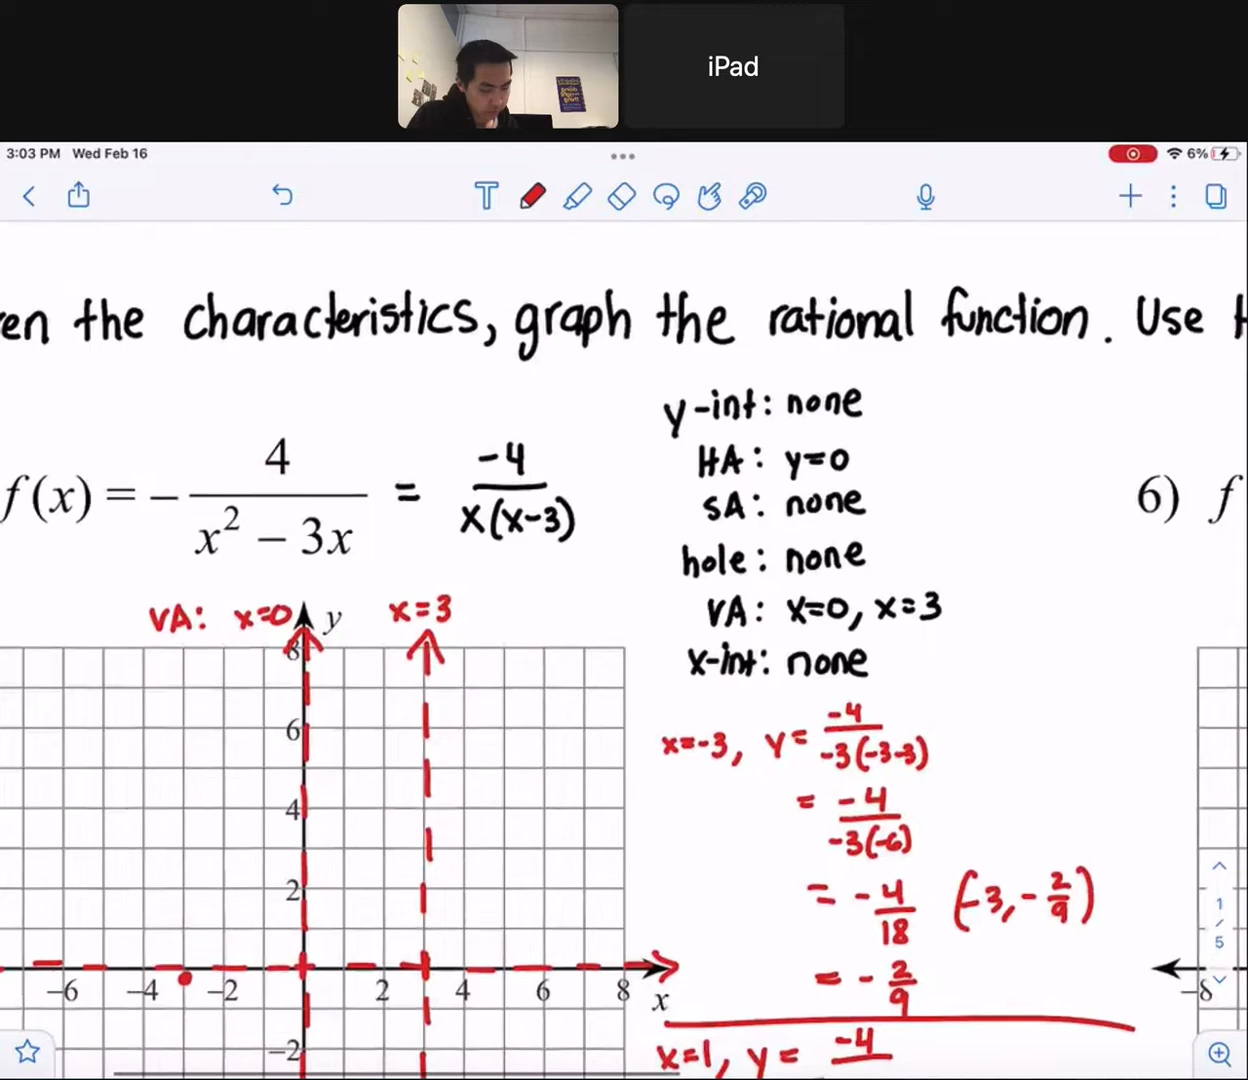 iPad
3:03 PM Wed Feb 16
6%
en the characteristics, graph the rational function. Use
f(x) = - 4 / (x² - 3x) = -4 / x(x-3)
y-int: none
HA: y=0
SA: none
hole: none
VA: x=0, x=3
x-int: none
6) f
VA: x=0 y x=3
8
6
4
2
-6 -4 -2 2 4 6 8 x
-2
x=-3, y= -4 / -3(-3-3)
= -4 / -3(-6)
= - 4/18 (-3, -2/9)
= - 2/9
x=1, y= -4
1 / 5
-8